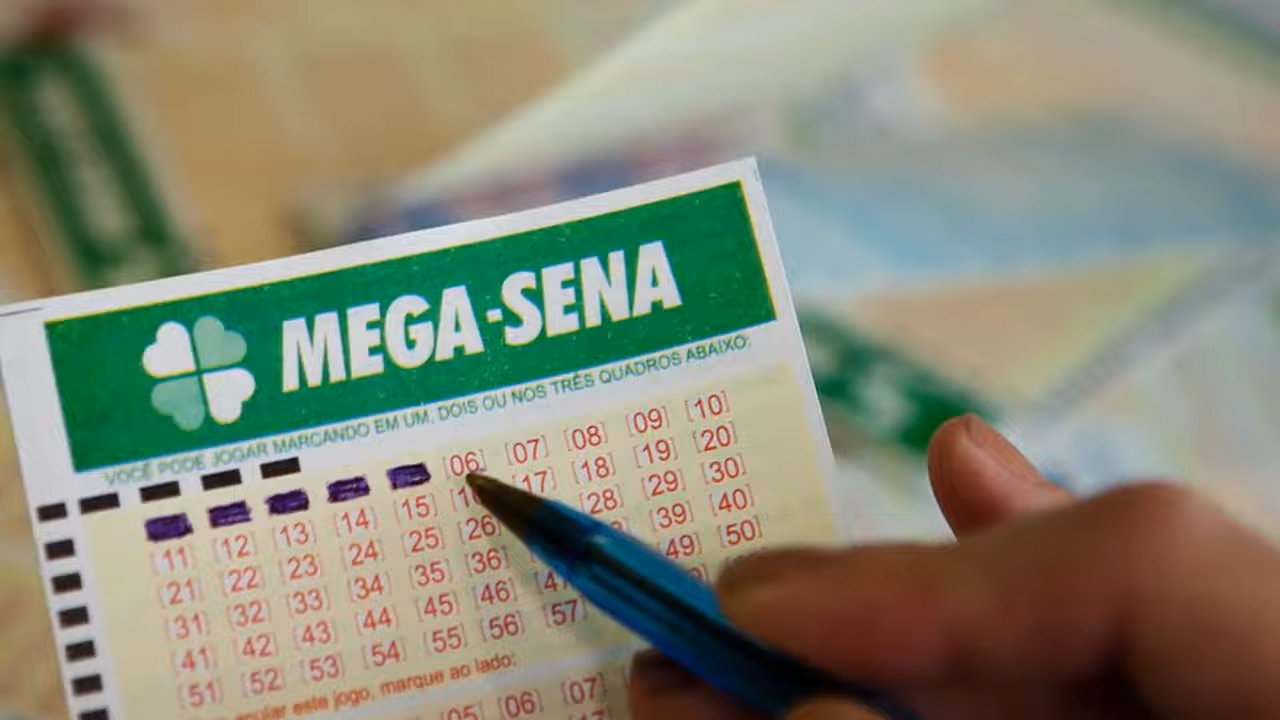 MEGA-SENA
VOCÊ PODE JOGAR MARCANDO EM UM, DOIS OU NOS TRÊS QUADROS ABAIXO:
[06] [07] [08] [09] [10]
[11] [12] [13] [14] [15] [17] [18] [19] [20]
[21] [22] [23] [24] [25] [26] [28] [29] [30]
[31] [32] [33] [34] [35] [36] [39] [40]
[41] [42] [43] [44] [45] [46] [49] [50]
[51] [52] [53] [54] [55] [56] [57]
este jogo, marque ao lado:
[05] [06] [07]